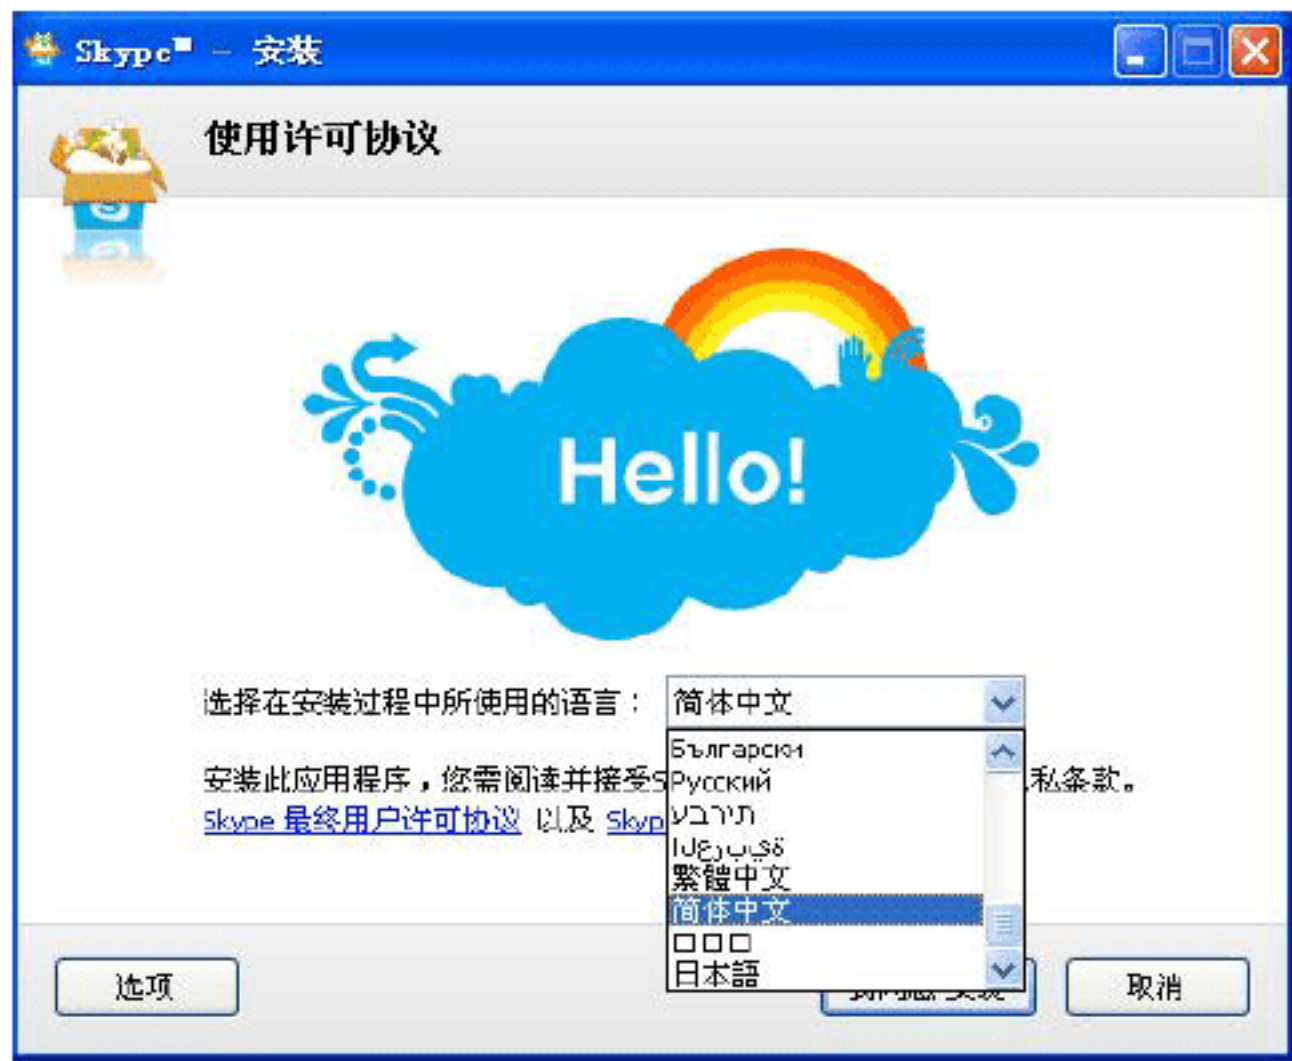 Skype™ - 安装
使用许可协议
Hello!
选择在安装过程中所使用的语言： 简体中文
Български
Русский
תירבע
ةيبرعلا
繁體中文
简体中文
□□□
日本語
安装此应用程序，您需阅读并接受S 私条款。
Skype 最终用户许可协议 以及 Skyp
选项
取消